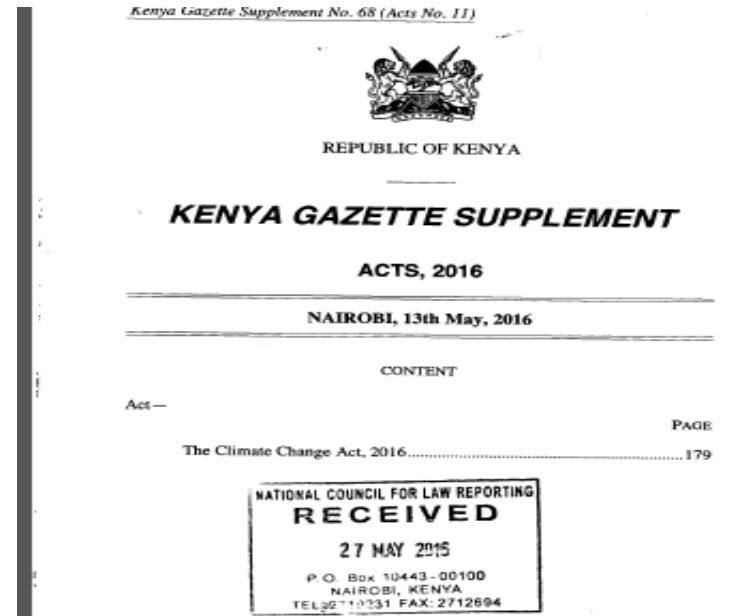 Kenya Gazette Supplement No. 68 (Acts No. 11)
REPUBLIC OF KENYA
KENYA GAZETTE SUPPLEMENT
ACTS, 2016
NAIROBI, 13th May, 2016
CONTENT
Act—
PAGE
The Climate Change Act, 2016..........................................................179
NATIONAL COUNCIL FOR LAW REPORTING
RECEIVED
27 MAY
P. O. Box 10443-00100
NAIROBI, KENYA
FAX: 2712694